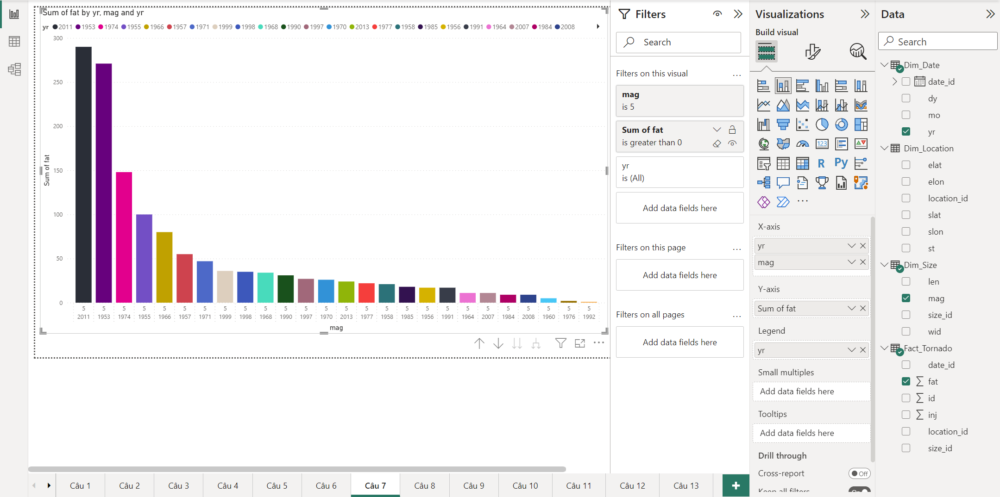 Sum of fat by yr, mag and yr
yr 2011 1953 1974 1955 1966 1957 1971 1999 1998 1968 1990 1997 1970 2013 1977 1958 1985 1956 1991 1964 2007 1984 2008
300
250
200
150
100
50
0
Sum of fat
5 5 5 5 5 5 5 5 5 5 5 5 5 5 5 5 5 5 5 5 5 5 5 5 5 5
2011 1953 1974 1955 1966 1957 1971 1999 1998 1968 1990 1997 1970 2013 1977 1958 1985 1956 1991 1964 2007 1984 2008 1960 1976 1992
mag
Filters
Search
Filters on this visual ...
mag
is 5
Sum of fat
is greater than 0
yr
is (All)
Add data fields here
Filters on this page ...
Add data fields here
Filters on all pages ...
Add data fields here
Visualizations
Build visual
123
R Py
...
X-axis
yr
mag
Y-axis
Sum of fat
Legend
yr
Small multiples
Add data fields here
Tooltips
Add data fields here
Drill through
Cross-report Off
Keep all filters On
Data
Search
Dim_Date
date_id
dy
mo
yr
Dim_Location
elat
elon
location_id
slat
slon
st
Dim_Size
len
mag
size_id
wid
Fact_Tornado
date_id
fat
id
inj
location_id
size_id
Câu 1 Câu 2 Câu 3 Câu 4 Câu 5 Câu 6 Câu 7 Câu 8 Câu 9 Câu 10 Câu 11 Câu 12 Câu 13 +